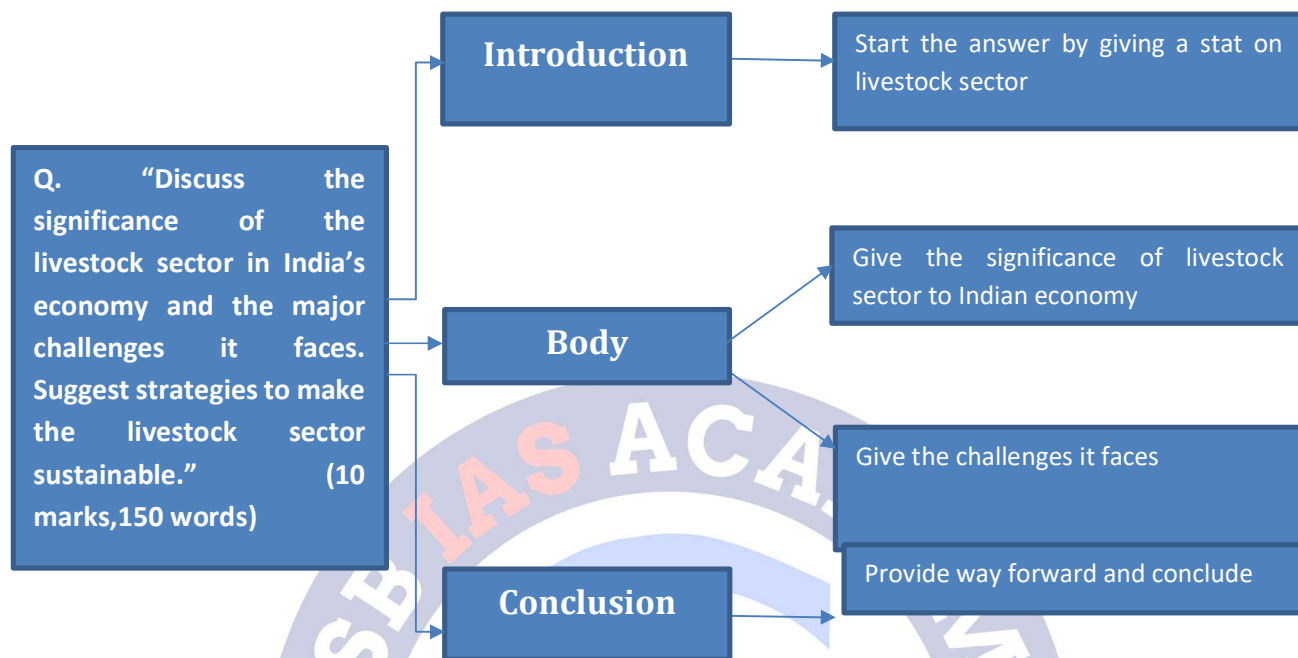 Q. “Discuss the
significance of the
livestock sector in India’s
economy and the major
challenges it faces.
Suggest strategies to make
the livestock sector
sustainable.” (10
marks,150 words)
Introduction
Start the answer by giving a stat on
livestock sector
Body
Give the significance of livestock
sector to Indian economy
Give the challenges it faces
Conclusion
Provide way forward and conclude
SB IAS ACA